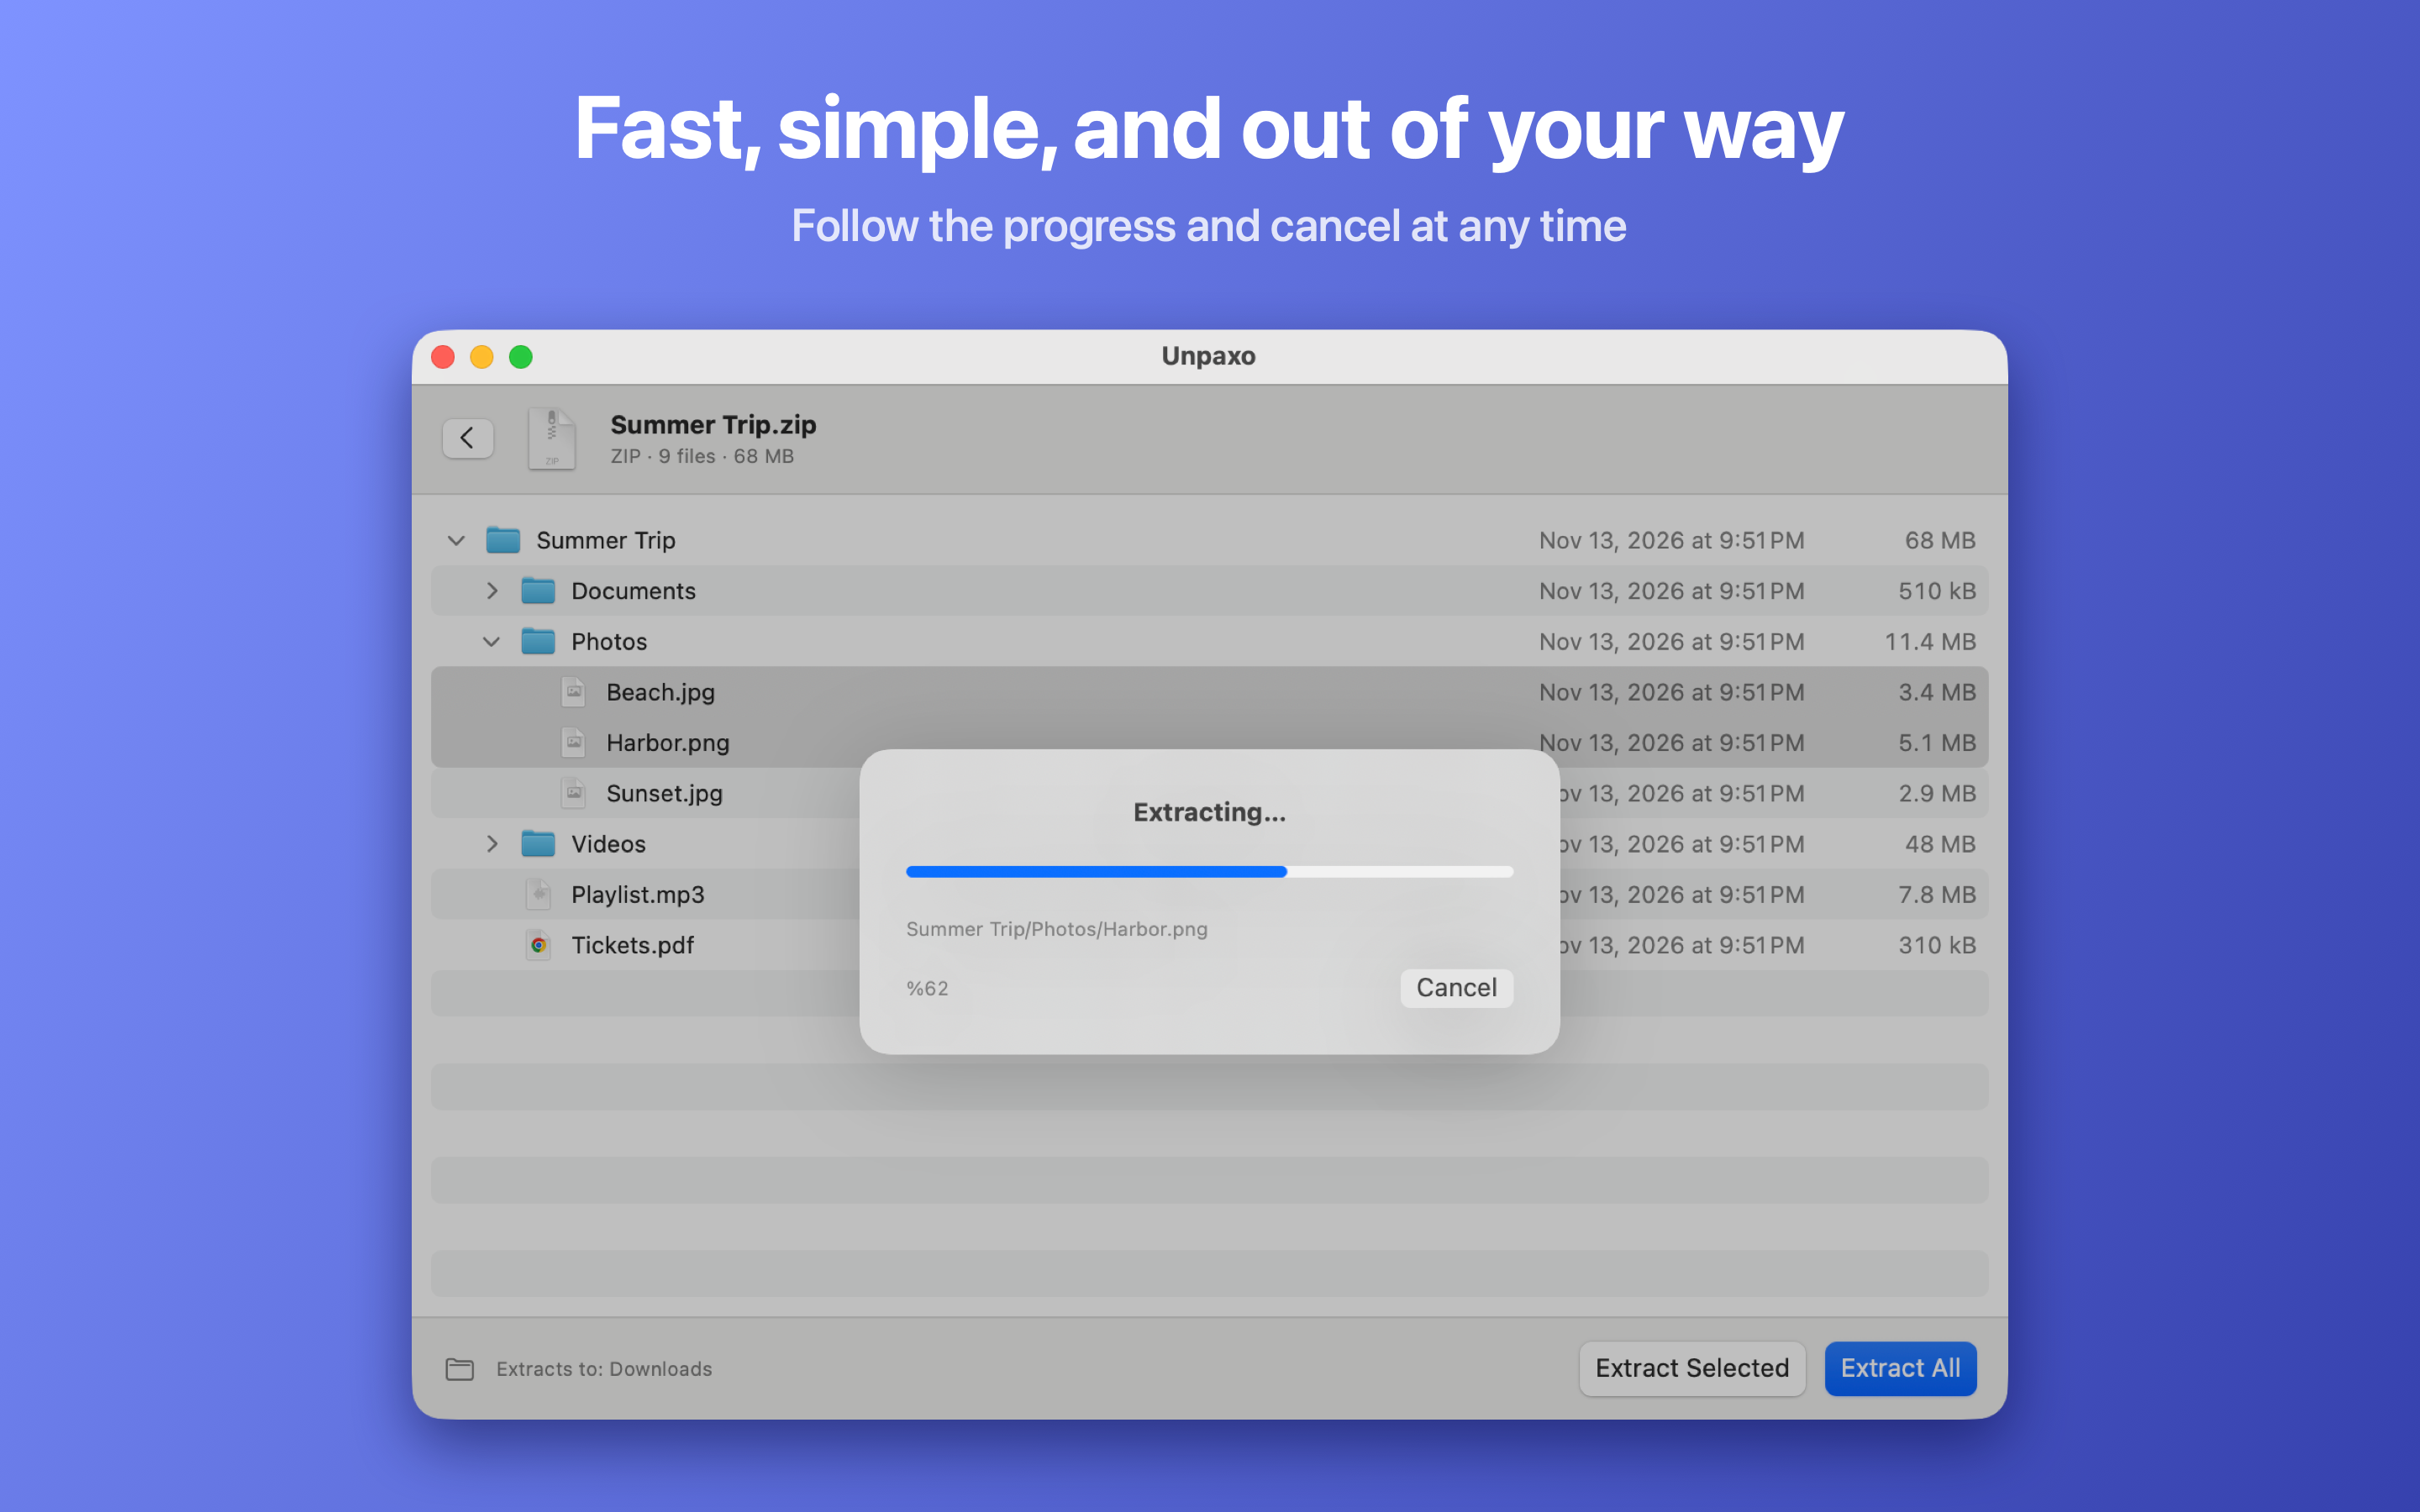 Fast, simple, and out of your way
Follow the progress and cancel at any time
Unpaxo
ZIP
Summer Trip.zip
ZIP · 9 files · 68 MB
Summer Trip Nov 13, 2026 at 9:51 PM 68 MB
Documents Nov 13, 2026 at 9:51 PM 510 kB
Photos Nov 13, 2026 at 9:51 PM 11.4 MB
Beach.jpg Nov 13, 2026 at 9:51 PM 3.4 MB
Harbor.png Nov 13, 2026 at 9:51 PM 5.1 MB
Sunset.jpg ov 13, 2026 at 9:51 PM 2.9 MB
Videos ov 13, 2026 at 9:51 PM 48 MB
Playlist.mp3 ov 13, 2026 at 9:51 PM 7.8 MB
Tickets.pdf ov 13, 2026 at 9:51 PM 310 kB
Extracting...
Summer Trip/Photos/Harbor.png
%62 Cancel
Extracts to: Downloads Extract Selected Extract All